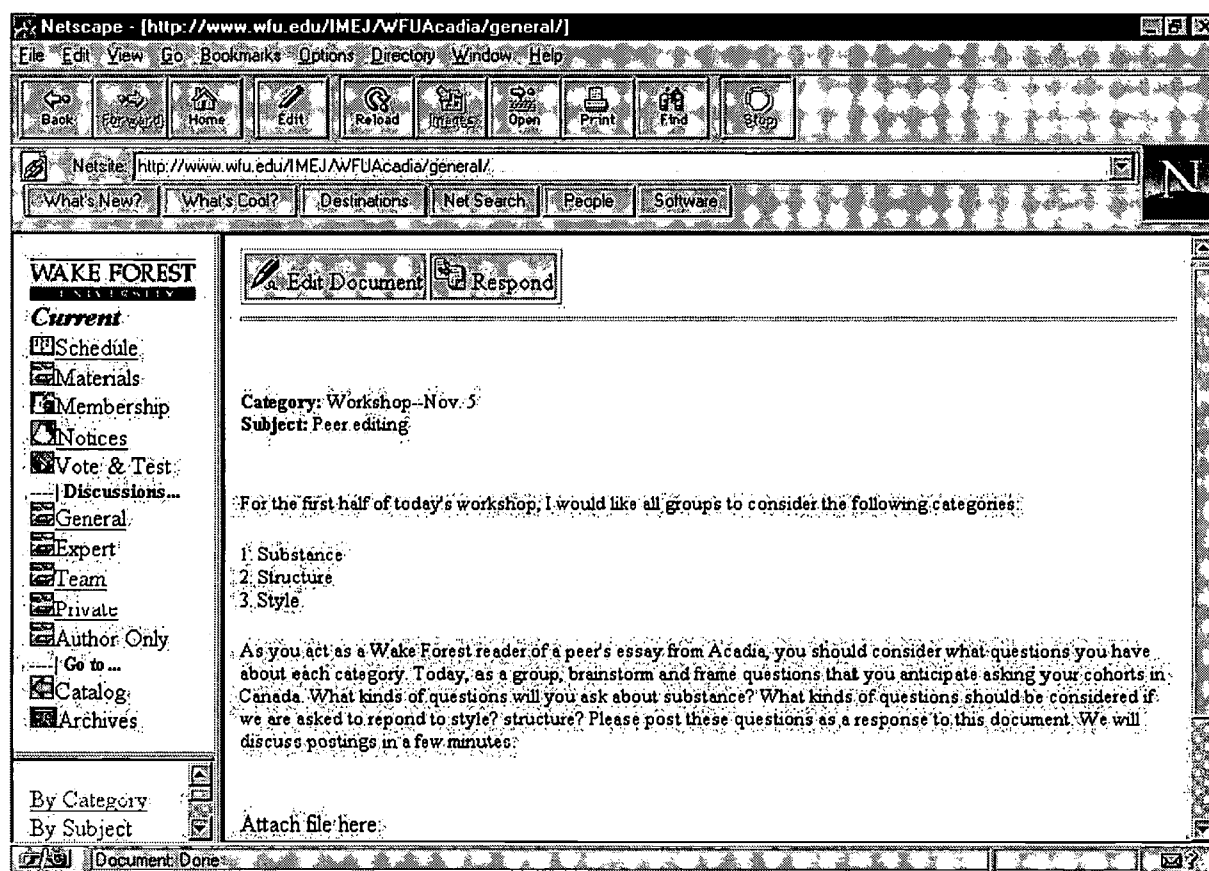 Netscape - [http://www.wfu.edu/IMEJ/WFUAcadia/general/]
File Edit View Go Bookmarks Options Directory Window Help
Back Forward Home Edit Reload Images Open Print Find Stop
Netsite: http://www.wfu.edu/IMEJ/WFUAcadia/general/
N
What's New? What's Cool? Destinations Net Search People Software
WAKE FOREST
UNIVERSITY
Current
Schedule
Materials
Membership
Notices
Vote & Test
----| Discussions...
General
Expert
Team
Private
Author Only
----| Go to ...
Catalog
Archives
By Category
By Subject
Edit Document Respond
Category: Workshop--Nov. 5
Subject: Peer editing
For the first half of today's workshop, I would like all groups to consider the following categories:
1. Substance
2. Structure
3. Style
As you act as a Wake Forest reader of a peer's essay from Acadia, you should consider what questions you have
about each category. Today, as a group, brainstorm and frame questions that you anticipate asking your cohorts in
Canada. What kinds of questions will you ask about substance? What kinds of questions should be considered if
we are asked to repond to style? structure? Please post these questions as a response to this document. We will
discuss postings in a few minutes.
Attach file here:
Document: Done